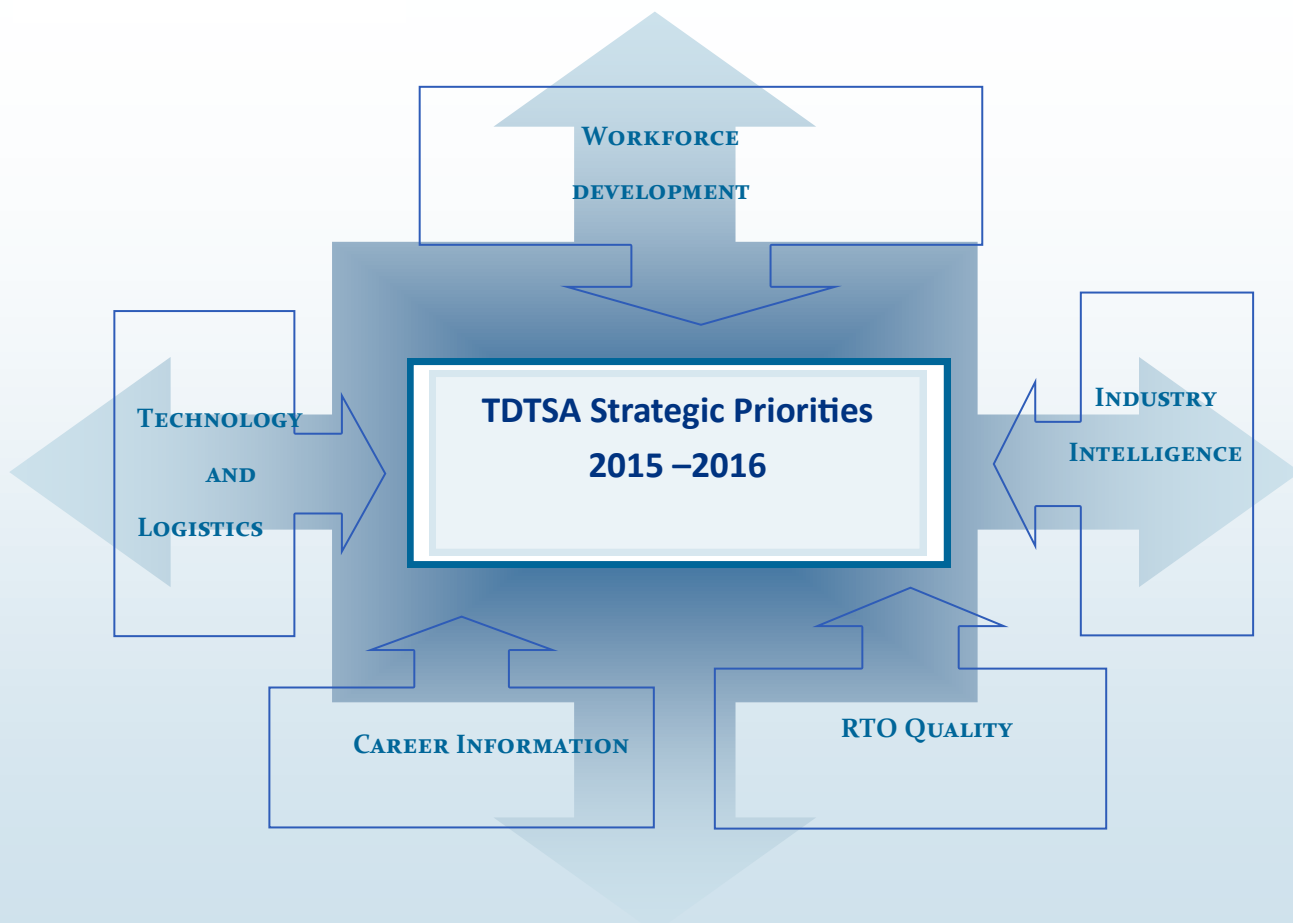 Workforce
development
TDTSA Strategic Priorities
2015 –2016
Technology
and
Logistics
Industry
Intelligence
Career Information
RTO Quality